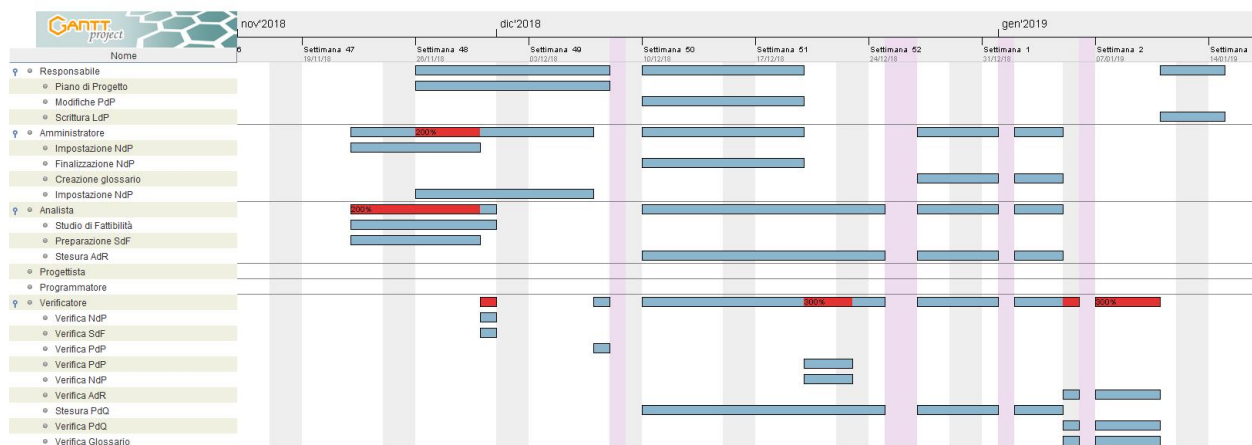 GANTT project
nov'2018 dic'2018 gen'2019
Nome
6 Settimana 47 Settimana 48 Settimana 49 Settimana 50 Settimana 51 Settimana 52 Settimana 1 Settimana 2 Settimana
19/11/18 26/11/18 03/12/18 10/12/18 17/12/18 24/12/18 31/12/18 07/01/19 14/01/19
Responsabile
Piano di Progetto
Modifiche PdP
Scrittura LdP
Amministratore 200%
Impostazione NdP
Finalizzazione NdP
Creazione glossario
Impostazione NdP
Analista 200%
Studio di Fattibilità
Preparazione SdF
Stesura AdR
Progettista
Programmatore
Verificatore 300% 300%
Verifica NdP
Verifica SdF
Verifica PdP
Verifica PdP
Verifica NdP
Verifica AdR
Stesura PdQ
Verifica PdQ
Verifica Glossario